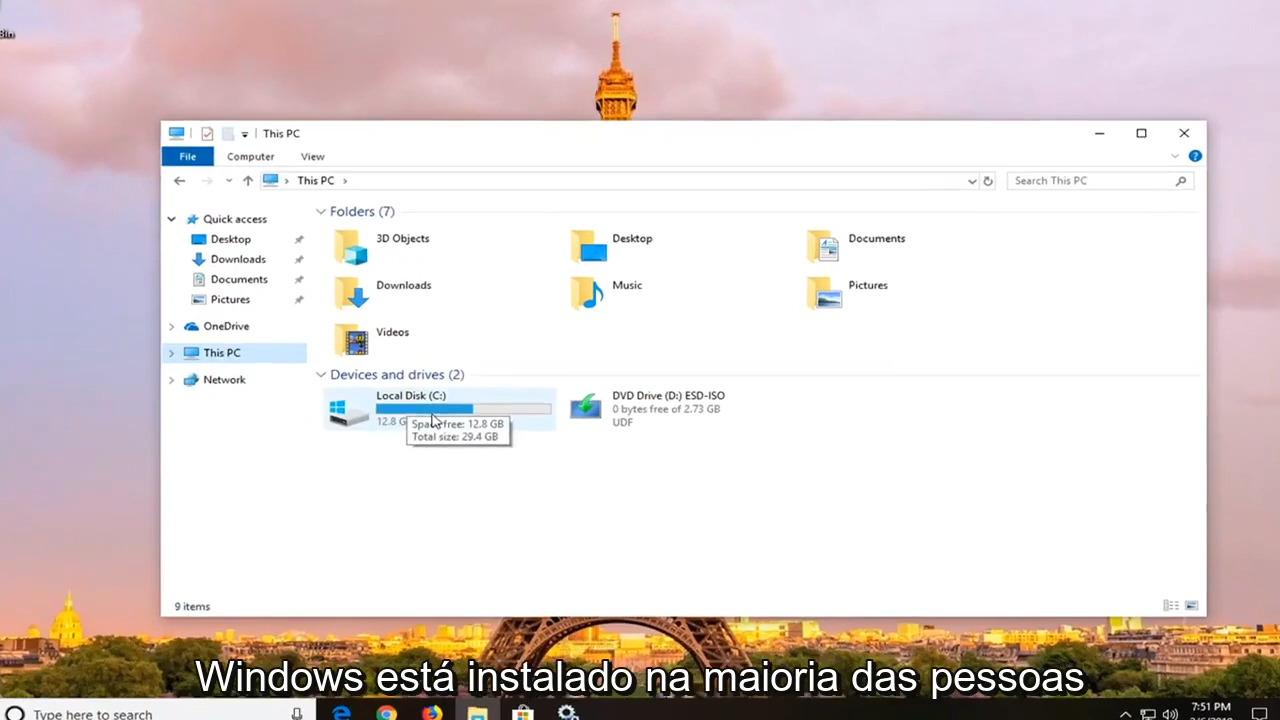 Bin
This PC
File
Computer
View
This PC
Search This PC
Quick access
Desktop
Downloads
Documents
Pictures
OneDrive
This PC
Network
Folders (7)
3D Objects
Desktop
Documents
Downloads
Music
Pictures
Videos
Devices and drives (2)
Local Disk (C:)
12.8 G
Space free: 12.8 GB
Total size: 29.4 GB
DVD Drive (D:) ESD-ISO
0 bytes free of 2.73 GB
UDF
9 items
Windows está instalado na maioria das pessoas
Type here to search
7:51 PM